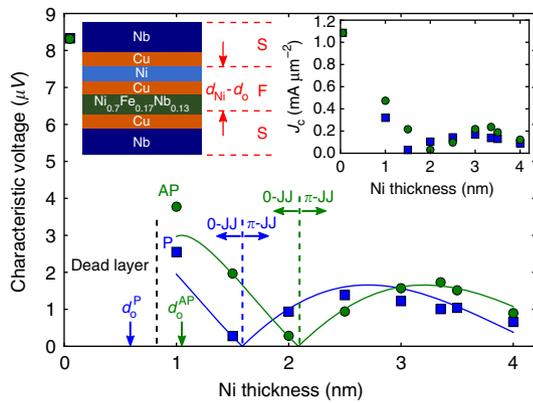 Characteristic voltage (μV)
9
8
7
6
5
4
3
2
1
0
0
1
2
3
4
Ni thickness (nm)
Nb
Cu
Ni
Cu
Ni0.7Fe0.17Nb0.13
Cu
Nb
S
dNi-do F
S
Jc (mA μm−2)
1.2
1.0
0.8
0.6
0.4
0.2
0.0
0 1 2 3 4
Ni thickness (nm)
AP
P
0-JJ π-JJ
0-JJ π-JJ
Dead layer
doP
doAP